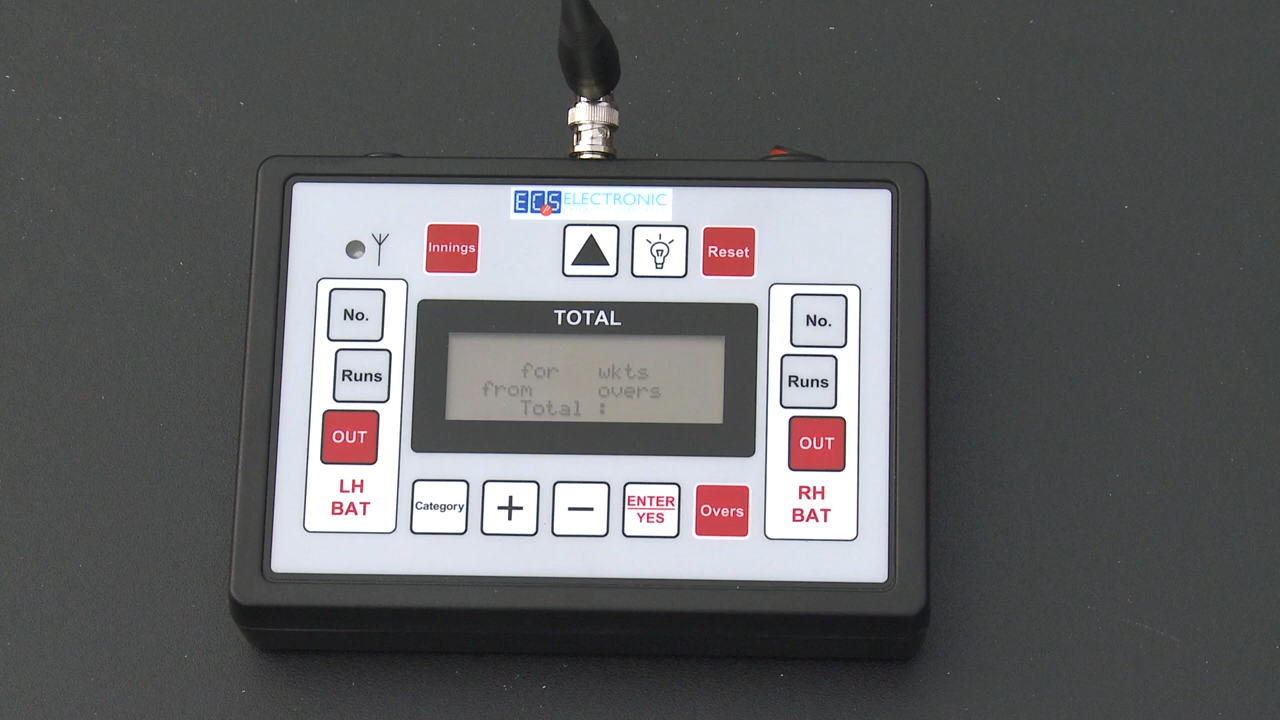 ECS ELECTRONIC
Innings
Reset
No.
Runs
OUT
LH
BAT
TOTAL
for wkts
from overs
Total :
No.
Runs
OUT
RH
BAT
Category
+
−
ENTER
YES
Overs